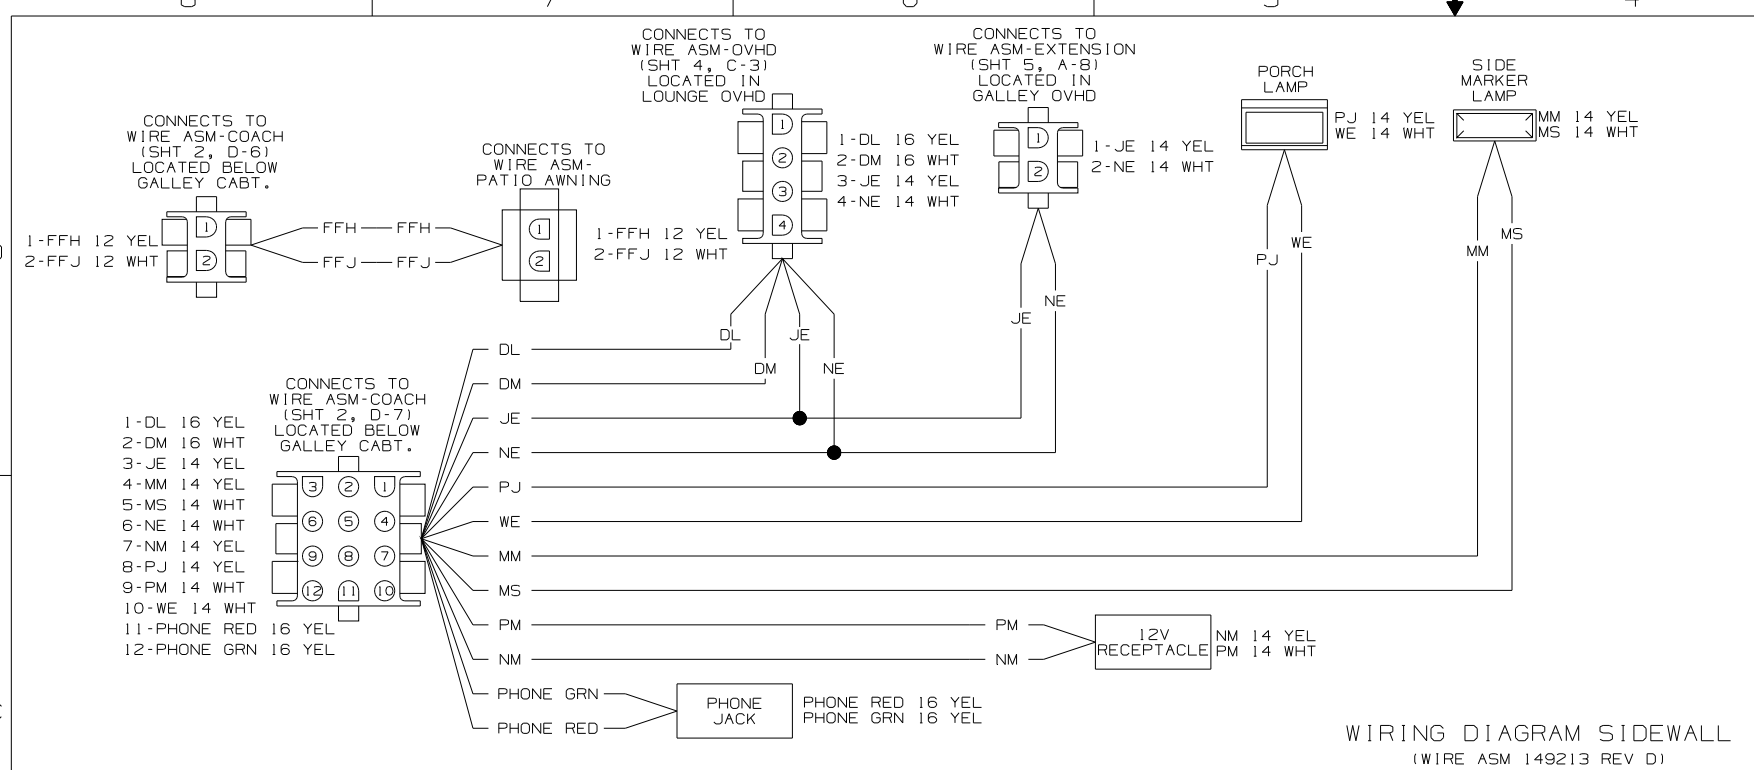 CONNECTS TO
WIRE ASM-COACH
(SHT 2, D-6)
LOCATED BELOW
GALLEY CABT.
1
2
1-FFH 12 YEL
2-FFJ 12 WHT
FFH
FFH
FFJ
FFJ
CONNECTS TO
WIRE ASM-
PATIO AWNING
1
2
1-FFH 12 YEL
2-FFJ 12 WHT
CONNECTS TO
WIRE ASM-OVHD
(SHT 4, C-3)
LOCATED IN
LOUNGE OVHD
1
2
3
4
1-DL 16 YEL
2-DM 16 WHT
3-JE 14 YEL
4-NE 14 WHT
DL
DM
JE
NE
CONNECTS TO
WIRE ASM-EXTENSION
(SHT 5, A-8)
LOCATED IN
GALLEY OVHD
1
2
1-JE 14 YEL
2-NE 14 WHT
JE
NE
PORCH
LAMP
PJ 14 YEL
WE 14 WHT
PJ
WE
SIDE
MARKER
LAMP
MM 14 YEL
MS 14 WHT
MM
MS
CONNECTS TO
WIRE ASM-COACH
(SHT 2, D-7)
LOCATED BELOW
GALLEY CABT.
1-DL 16 YEL
2-DM 16 WHT
3-JE 14 YEL
4-MM 14 YEL
5-MS 14 WHT
6-NE 14 WHT
7-NM 14 YEL
8-PJ 14 YEL
9-PM 14 WHT
10-WE 14 WHT
11-PHONE RED 16 YEL
12-PHONE GRN 16 YEL
3 2 1
6 5 4
9 8 7
12 11 10
DL
DM
JE
NE
PJ
WE
MM
MS
PM
PM
NM
NM
PHONE GRN
PHONE RED
12V
RECEPTACLE
NM 14 YEL
PM 14 WHT
PHONE
JACK
PHONE RED 16 YEL
PHONE GRN 16 YEL
WIRING DIAGRAM SIDEWALL
(WIRE ASM 149213 REV D)